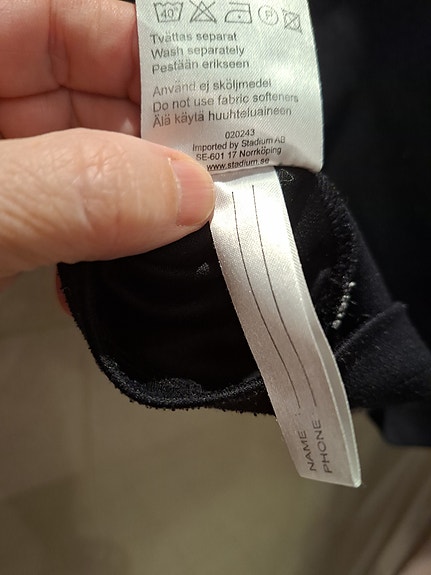 40°
P
Tvättas separat
Wash separately
Pestään erikseen
Använd ej sköljmedel
Do not use fabric softeners
Älä käytä huuhteluaineen
020243
Imported by Stadium AB
SE-601 17 Norrköping
www.stadium.se
NAME :
PHONE :